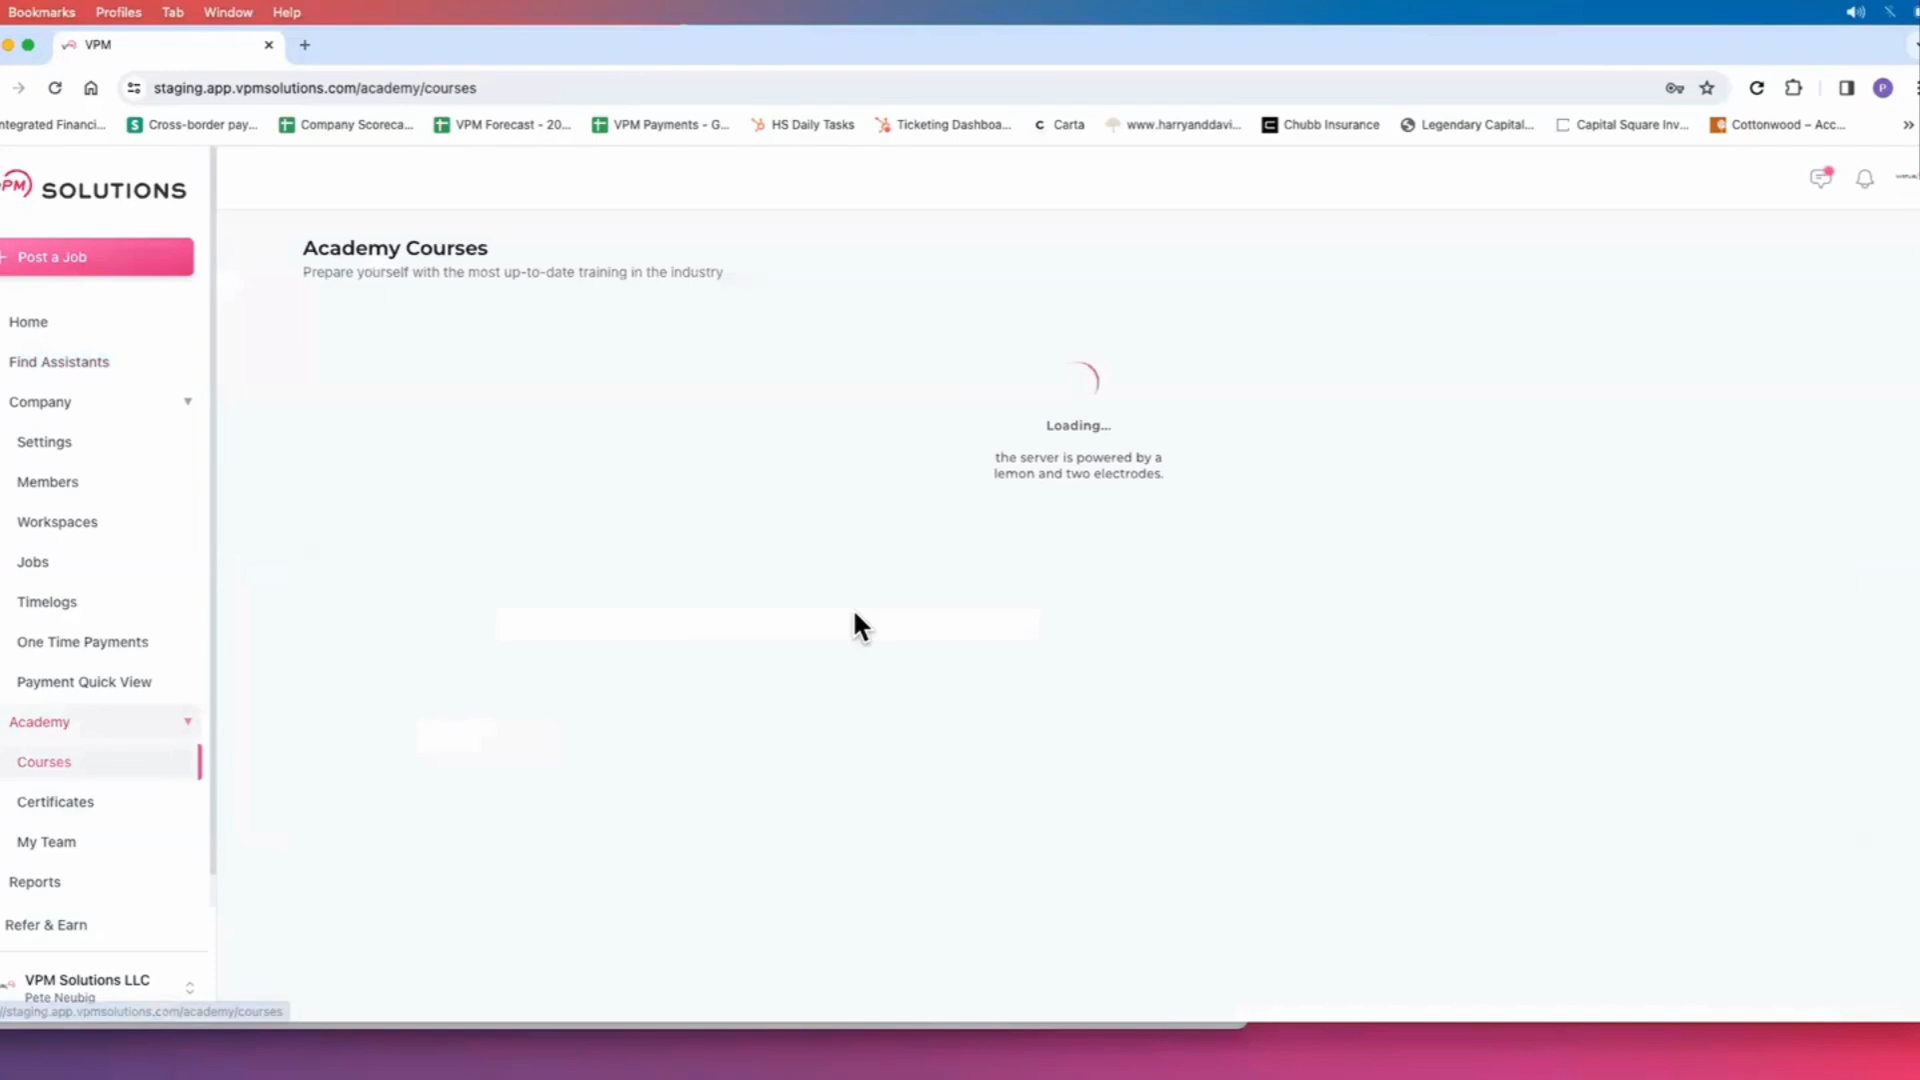 Bookmarks Profiles Tab Window Help
VPM
staging.app.vpmsolutions.com/academy/courses
P
ntegrated Financi... Cross-border pay... Company Scoreca... VPM Forecast - 20... VPM Payments - G... HS Daily Tasks Ticketing Dashboa... Carta www.harryanddavi... Chubb Insurance Legendary Capital... Capital Square Inv... Cottonwood – Acc... »
PM SOLUTIONS
Post a Job
Academy Courses
Prepare yourself with the most up-to-date training in the industry
Home
Find Assistants
Company
Settings
Members
Workspaces
Jobs
Timelogs
One Time Payments
Payment Quick View
Academy
Courses
Certificates
My Team
Reports
Refer & Earn
Loading...
the server is powered by a
lemon and two electrodes.
VPM Solutions LLC
Pete Neubig
//staging.app.vpmsolutions.com/academy/courses